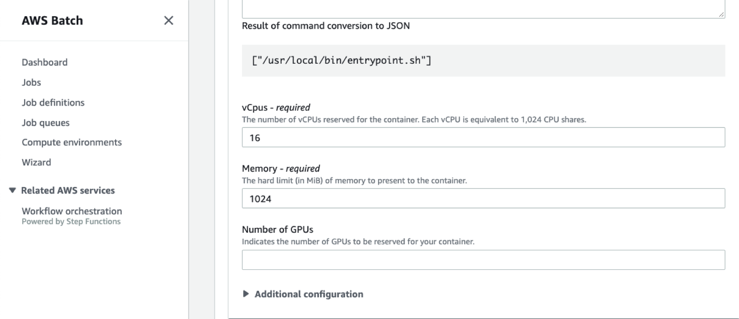 AWS Batch
Dashboard
Jobs
Job definitions
Job queues
Compute environments
Wizard
Related AWS services
Workflow orchestration
Powered by Step Functions
Result of command conversion to JSON
["/usr/local/bin/entrypoint.sh"]
vCpus - required
The number of vCPUs reserved for the container. Each vCPU is equivalent to 1,024 CPU shares.
16
Memory - required
The hard limit (in MiB) of memory to present to the container.
1024
Number of GPUs
Indicates the number of GPUs to be reserved for your container.
Additional configuration